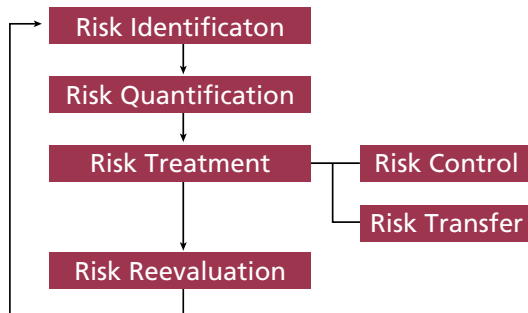 Risk Identificaton
Risk Quantification
Risk Treatment
Risk Control
Risk Transfer
Risk Reevaluation